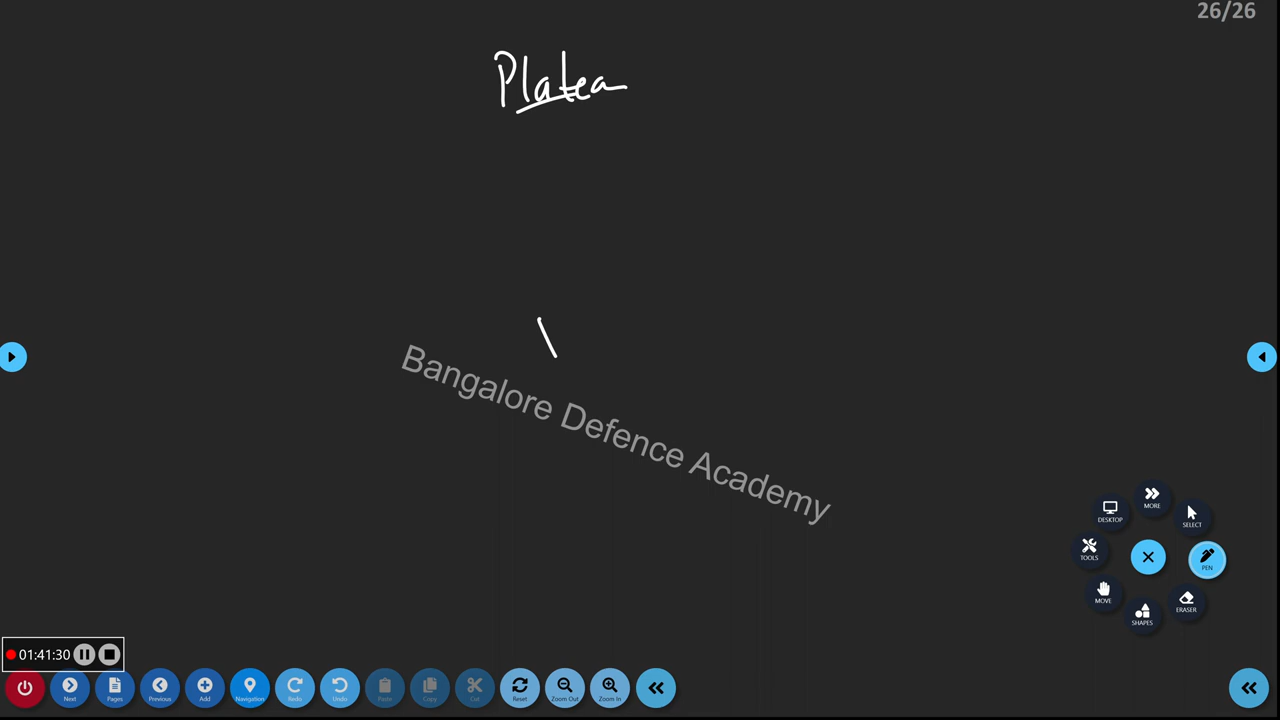 26/26
Platea
Bangalore Defence Academy
MORE
DESKTOP
SELECT
TOOLS
PEN
MOVE
ERASER
SHAPES
01:41:30
Next Pages Previous Add Navigation Redo Undo Paste Copy Cut Reset Zoom Out Zoom In